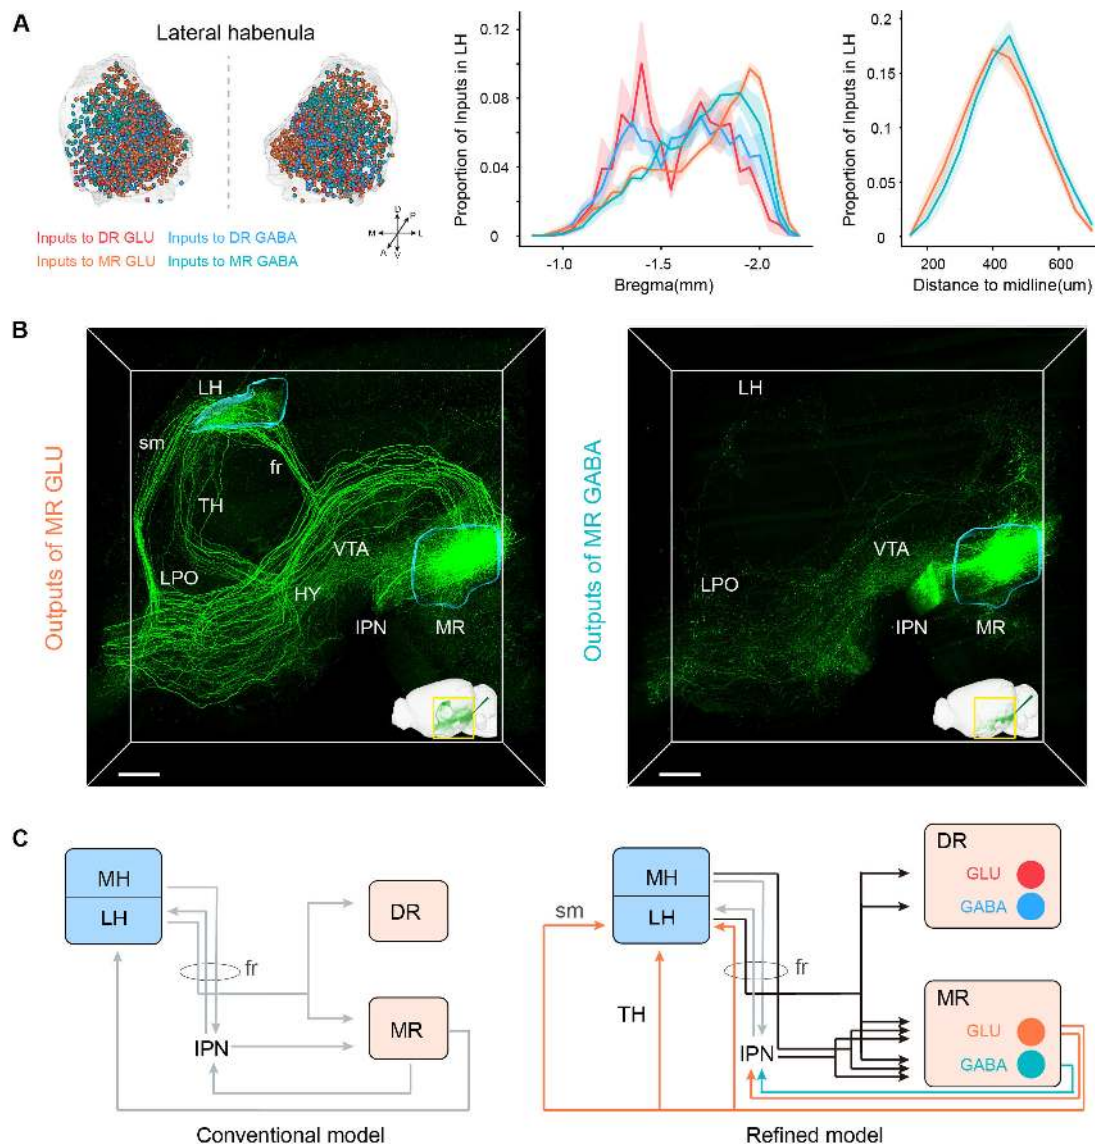 A
Lateral habenula
Inputs to DR GLU
Inputs to DR GABA
Inputs to MR GLU
Inputs to MR GABA
D
P
M
L
A
V
Proportion of Inputs in LH
0.12
0.08
0.04
0
-1.0
-1.5
-2.0
Bregma(mm)
Proportion of Inputs in LH
0.2
0.15
0.1
0.05
0
200
400
600
Distance to midline(um)
B
Outputs of MR GLU
LH
sm
fr
TH
VTA
LPO
HY
IPN
MR
Outputs of MR GABA
LH
VTA
LPO
IPN
MR
C
MH
LH
DR
fr
MR
IPN
Conventional model
MH
LH
sm
fr
TH
IPN
DR
GLU
GABA
MR
GLU
GABA
Refined model